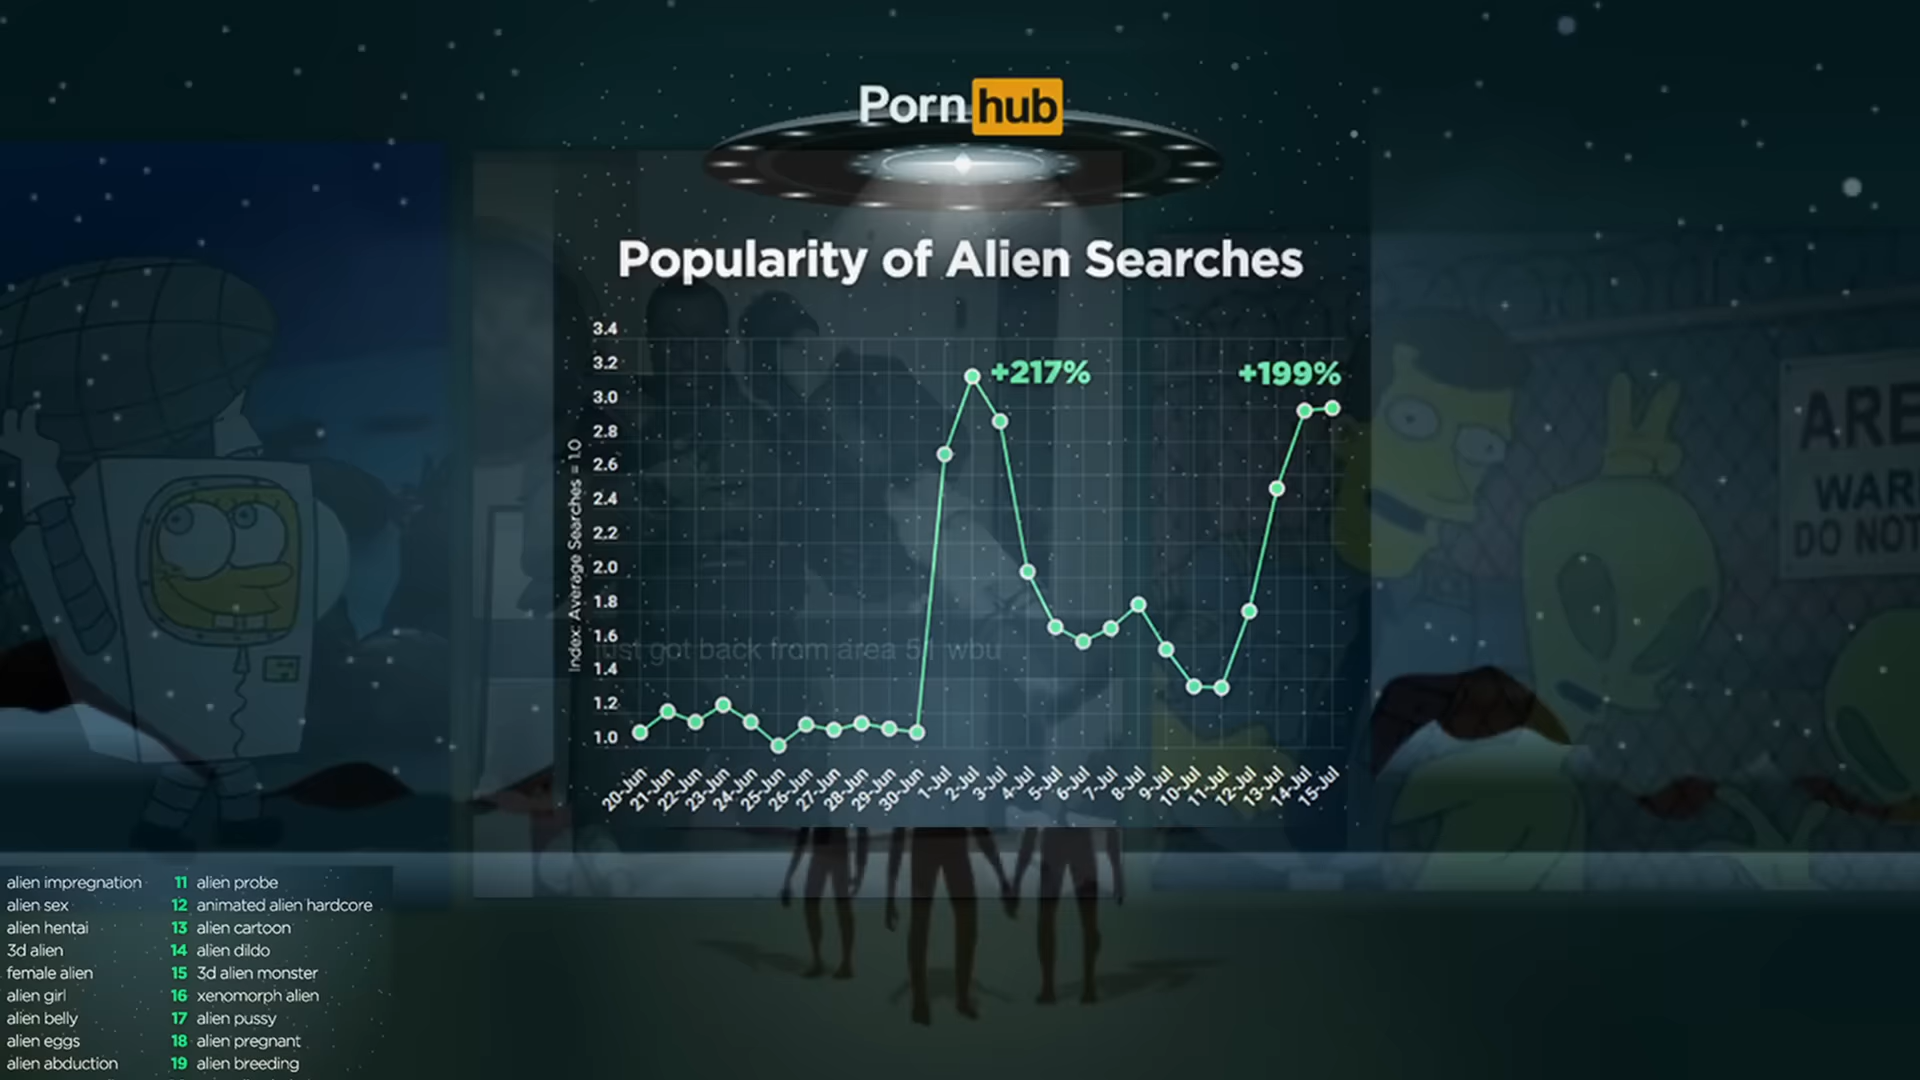 Pornhub
Popularity of Alien Searches
3.4
3.2
3.0
2.8
2.6
2.4
2.2
2.0
1.8
1.6
1.4
1.2
1.0
Index: Average Searches = 1.0
+217%
+199%
just got back from area 51 wbu
20-Jun 21-Jun 22-Jun 23-Jun 24-Jun 25-Jun 26-Jun 27-Jun 28-Jun 29-Jun 30-Jun 1-Jul 2-Jul 3-Jul 4-Jul 5-Jul 6-Jul 7-Jul 8-Jul 9-Jul 10-Jul 11-Jul 12-Jul 13-Jul 14-Jul 15-Jul
ARE
WAR
DO NOT
alien impregnation 11 alien probe
alien sex 12 animated alien hardcore
alien hentai 13 alien cartoon
3d alien 14 alien dildo
female alien 15 3d alien monster
alien girl 16 xenomorph alien
alien belly 17 alien pussy
alien eggs 18 alien pregnant
alien abduction 19 alien breeding